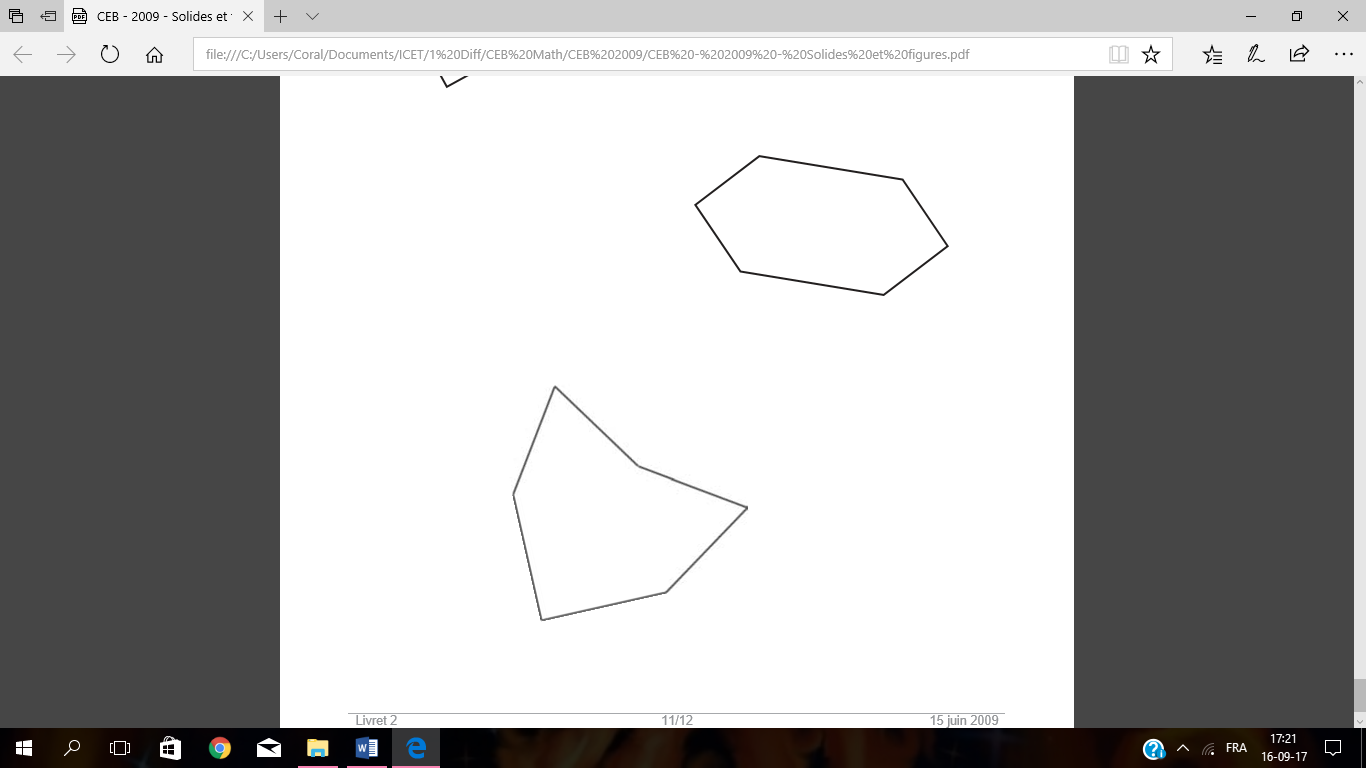 CEB - 2009 - Solides et
file:///C:/Users/Coral/Documents/ICET/1%20Diff/CEB%20Math/CEB%202009/CEB%20-%202009%20-%20Solides%20et%20figures.pdf
Livret 2 11/12 15 juin 2009
FRA
17:21
16-09-17